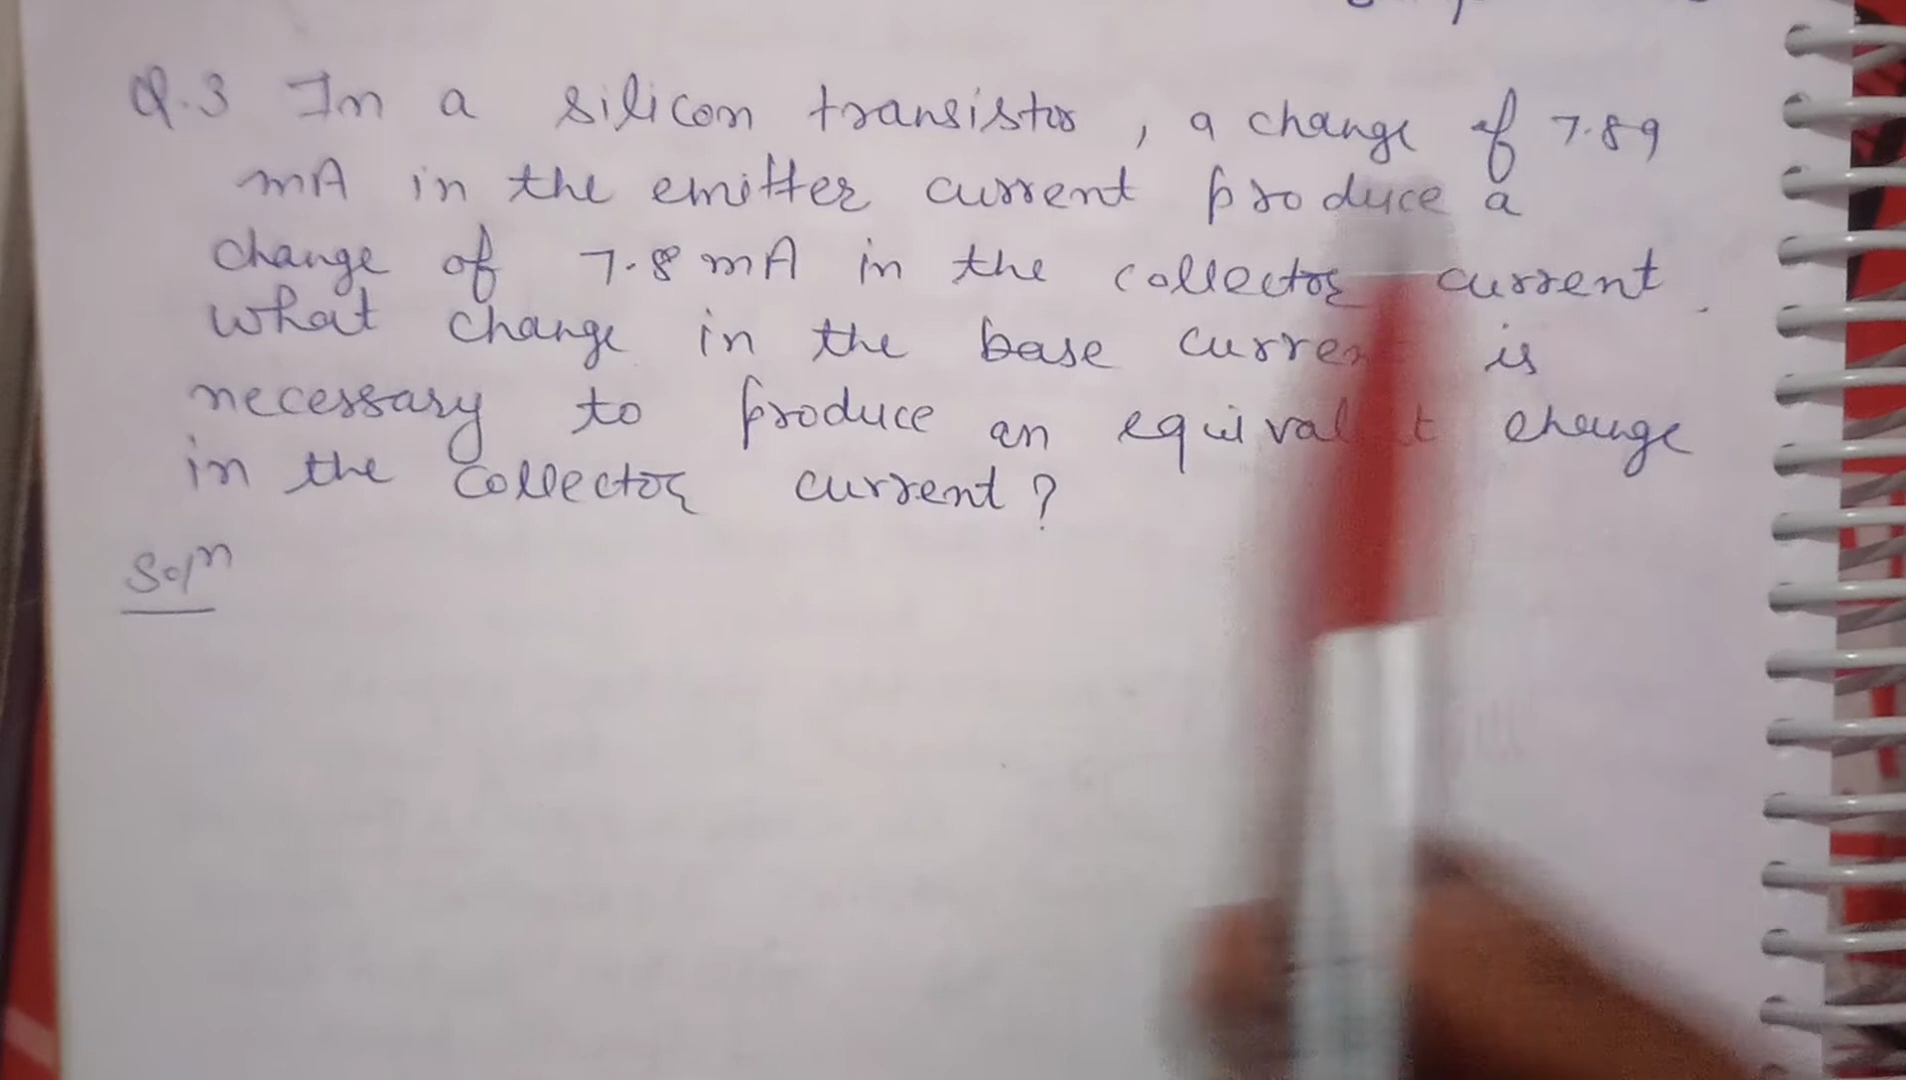 Q.3 In a silicon transistor, a change of 7.89
mA in the emitter current produce a
change of 7.8 mA in the collector current.
what change in the base current is
necessary to produce an equivalent change
in the collector current?
Solⁿ